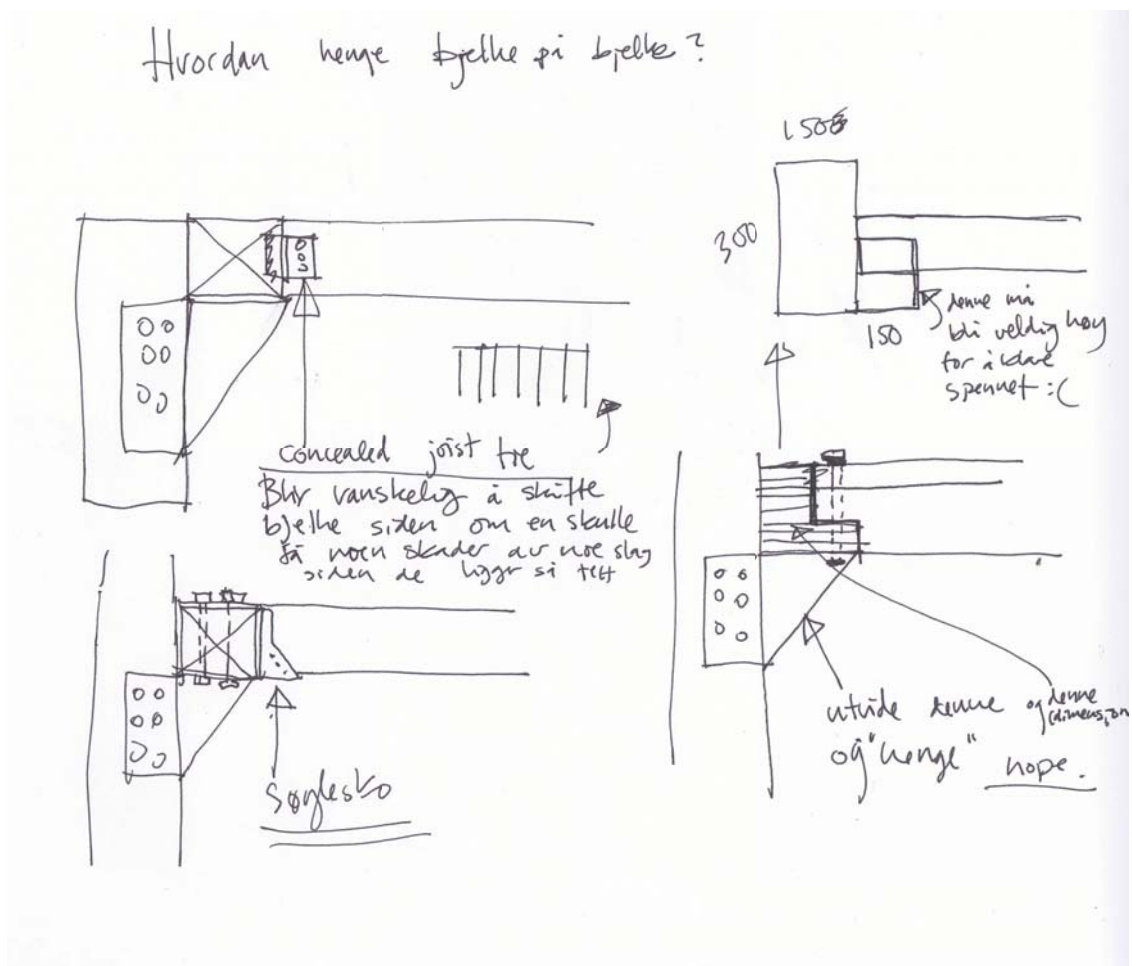 Hvordan henge bjelke på bjelke?
150
300
150
denne må
bli veldig høy
for å klare
spennet :(
concealed joist tre
Blir vanskelig å skifte
bjelke siden om en skulle
få noen skader av noe slag
siden de ligger så tett
Søylesko
utvide denne og denne
(dimensjon
og "henge" nope.